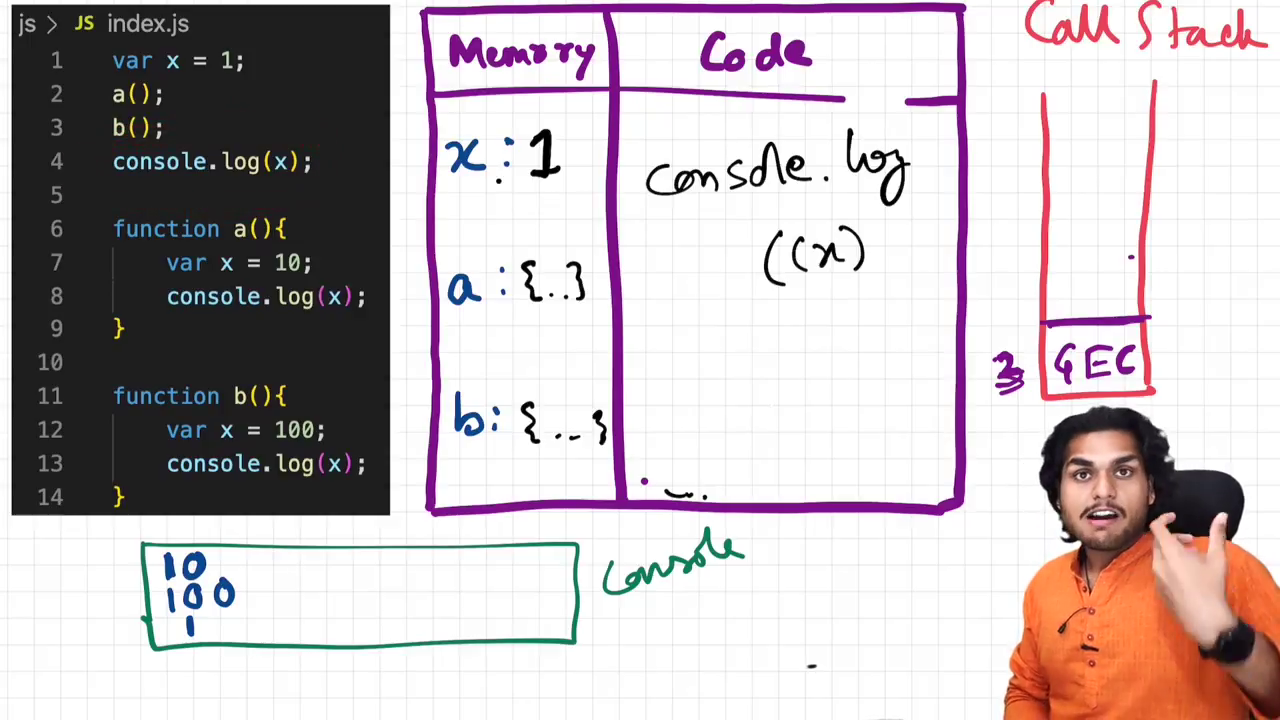 js > JS index.js
1 var x = 1;
2 a();
3 b();
4 console.log(x);
5
6 function a(){
7 var x = 10;
8 console.log(x);
9 }
10
11 function b(){
12 var x = 100;
13 console.log(x);
14 }
Memory
Code
x : 1
a : {..}
b : {...}
console.log
((x)
Call Stack
GEC
10
100
1
Console